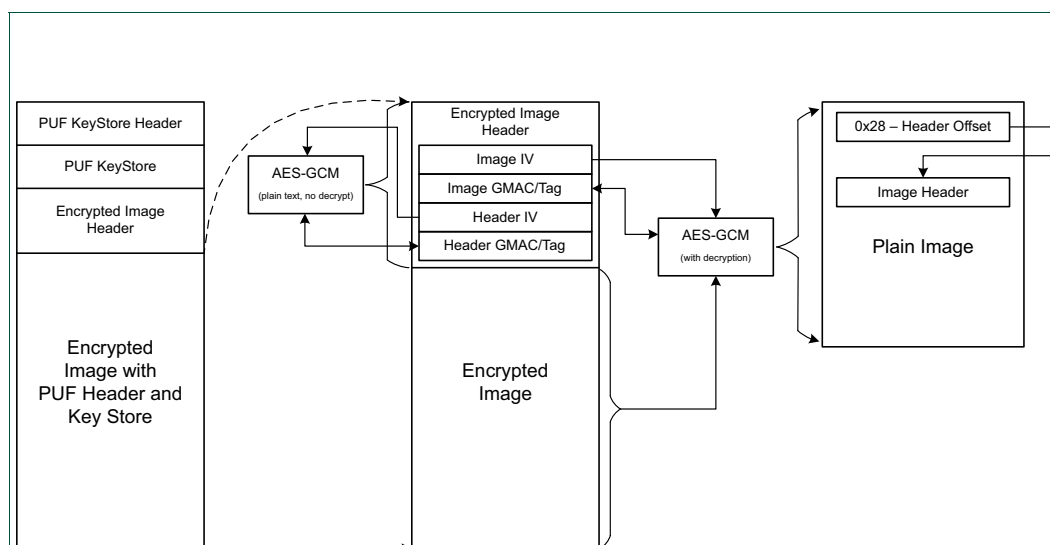 PUF KeyStore Header
PUF KeyStore
Encrypted Image
Header
Encrypted
Image with
PUF Header and
Key Store
AES-GCM
(plain text, no decrypt)
Encrypted Image
Header
Image IV
Image GMAC/Tag
Header IV
Header GMAC/Tag
Encrypted
Image
AES-GCM
(with decryption)
0x28 – Header Offset
Image Header
Plain Image